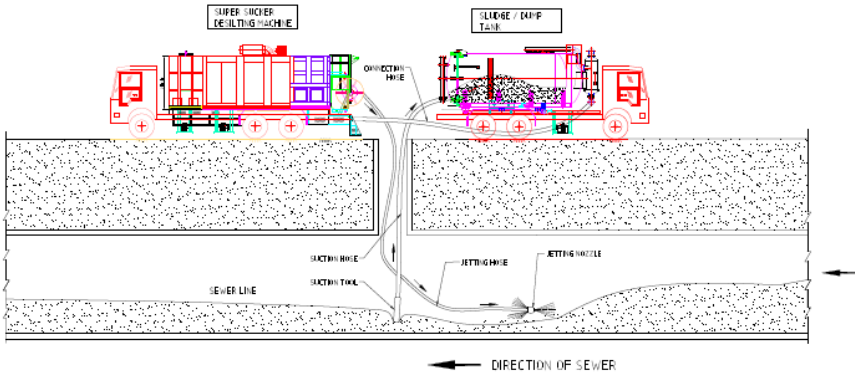 SUPER SUCKER
DESILTING MACHINE
SLUDGE / DUMP
TANK
CONNECTION
HOSE
SUCTION HOSE
JETTING HOSE
JETTING NOZZLE
SUCTION TOOL
SEWER LINE
DIRECTION OF SEWER